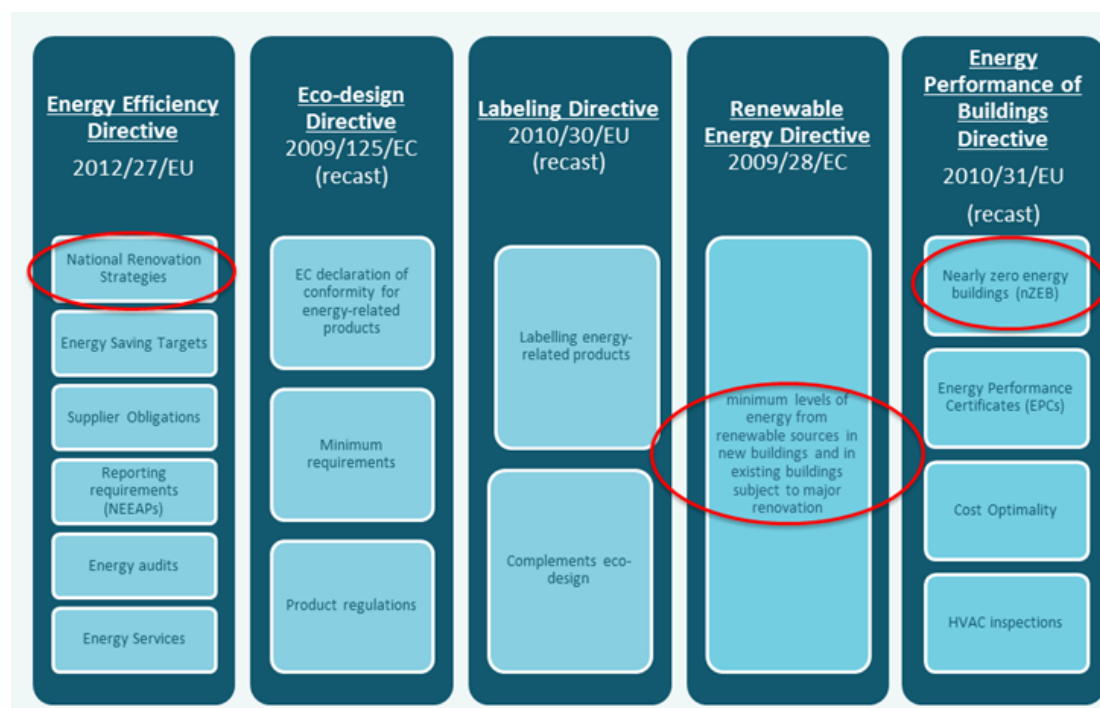 Energy Efficiency
Directive
2012/27/EU
National Renovation
Strategies
Energy Saving Targets
Supplier Obligations
Reporting
requirements
(NEEAPs)
Energy audits
Energy Services
Eco-design
Directive
2009/125/EC
(recast)
EC declaration of
conformity for
energy-related
products
Minimum
requirements
Product regulations
Labeling Directive
2010/30/EU
(recast)
Labelling energy-
related products
Complements eco-
design
Renewable
Energy Directive
2009/28/EC
minimum levels of
energy from
renewable sources in
new buildings and in
existing buildings
subject to major
renovation
Energy
Performance of
Buildings
Directive
2010/31/EU
(recast)
Nearly zero energy
buildings (nZEB)
Energy Performance
Certificates (EPCs)
Cost Optimality
HVAC inspections